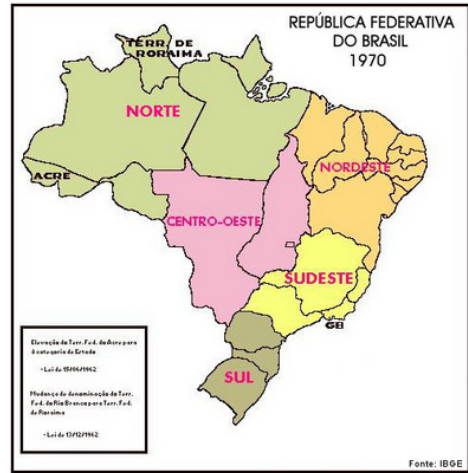 REPÚBLICA FEDERATIVA
DO BRASIL
1970
TERR. DE
RORAIMA
NORTE
ACRE
NORDESTE
CENTRO-OESTE
SUDESTE
GB
SUL
Elevação do Terr. Fed. do Acre para
à categoria de Estado
- Lei de 15/06/1962
Mudança de denominação do Terr.
Fed. do Rio Branco para Terr. Fed.
de Roraima
- Lei de 13/12/1962
Fonte: IBGE